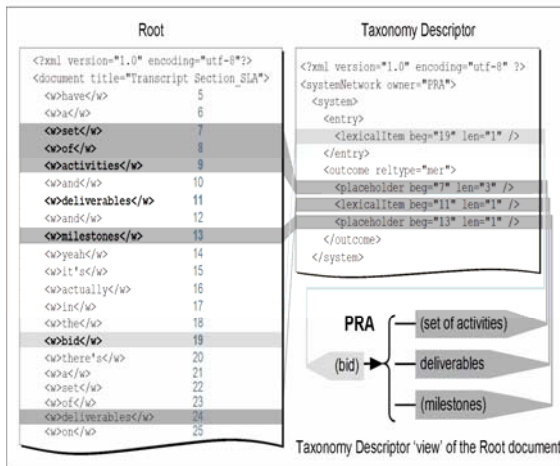 Root
<?xml version="1.0" encoding="utf-8"?>
<document title="Transcript Section_SLA">
<w>have</w> 5
<w>a</w> 6
<w>set</w> 7
<w>of</w> 8
<w>activities</w> 9
<w>and</w> 10
<w>deliverables</w> 11
<w>and</w> 12
<w>milestones</w> 13
<w>yeah</w> 14
<w>it's</w> 15
<w>actually</w> 16
<w>in</w> 17
<w>the</w> 18
<w>bid</w> 19
<w>there's</w> 20
<w>a</w> 21
<w>set</w> 22
<w>of</w> 23
<w>deliverables</w> 24
<w>on</w> 25
Taxonomy Descriptor
<?xml version="1.0" encoding="utf-8" ?>
<systemNetwork owner="PRA">
<system>
<entry>
<lexicalItem beg="19" len="1" />
</entry>
<outcome reltype="mer">
<placeholder beg="7" len="3" />
<lexicalItem beg="11" len="1" />
<placeholder beg="13" len="1" />
</outcome>
</system>
PRA
(set of activities)
(bid)
deliverables
(milestones)
Taxonomy Descriptor 'view' of the Root document